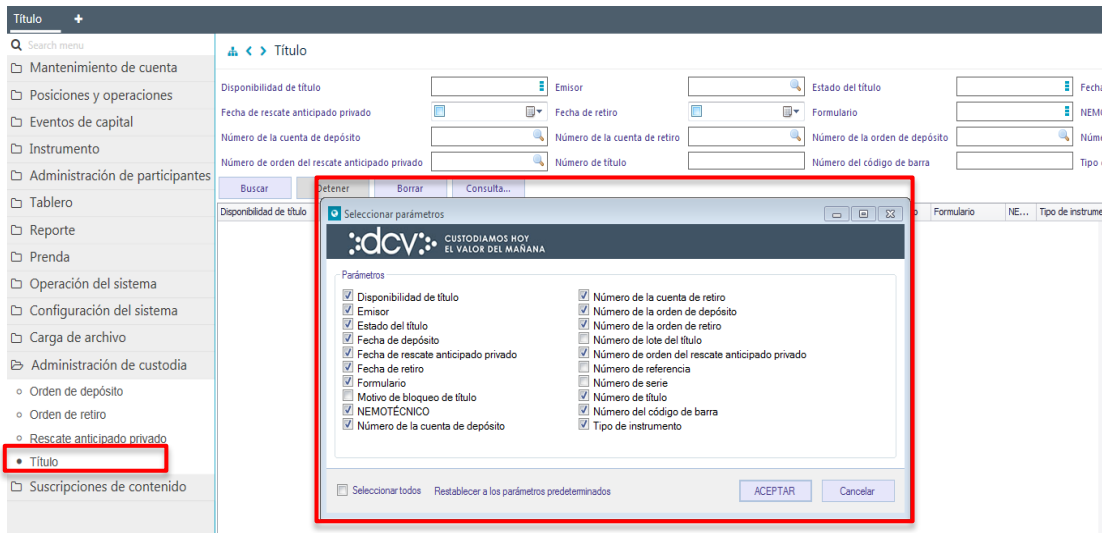 Título +
Search menu
Mantenimiento de cuenta
Posiciones y operaciones
Eventos de capital
Instrumento
Administración de participantes
Tablero
Reporte
Prenda
Operación del sistema
Configuración del sistema
Carga de archivo
Administración de custodia
Orden de depósito
Orden de retiro
Rescate anticipado privado
Título
Suscripciones de contenido
Título
Disponibilidad de título Emisor Estado del título Fecha
Fecha de rescate anticipado privado Fecha de retiro Formulario NEMO
Número de la cuenta de depósito Número de la cuenta de retiro Número de la orden de depósito Núme
Número de orden del rescate anticipado privado Número de título Número del código de barra Tipo
Buscar Detener Borrar Consulta...
Disponibilidad de título Formulario NE... Tipo de instrume
Seleccionar parámetros
:dcv: CUSTODIAMOS HOY
EL VALOR DEL MAÑANA
Parámetros
Disponibilidad de título
Emisor
Estado del título
Fecha de depósito
Fecha de rescate anticipado privado
Fecha de retiro
Formulario
Motivo de bloqueo de título
NEMOTÉCNICO
Número de la cuenta de depósito
Número de la cuenta de retiro
Número de la orden de depósito
Número de la orden de retiro
Número de lote del título
Número de orden del rescate anticipado privado
Número de referencia
Número de serie
Número de título
Número del código de barra
Tipo de instrumento
Seleccionar todos Restablecer a los parámetros predeterminados ACEPTAR Cancelar